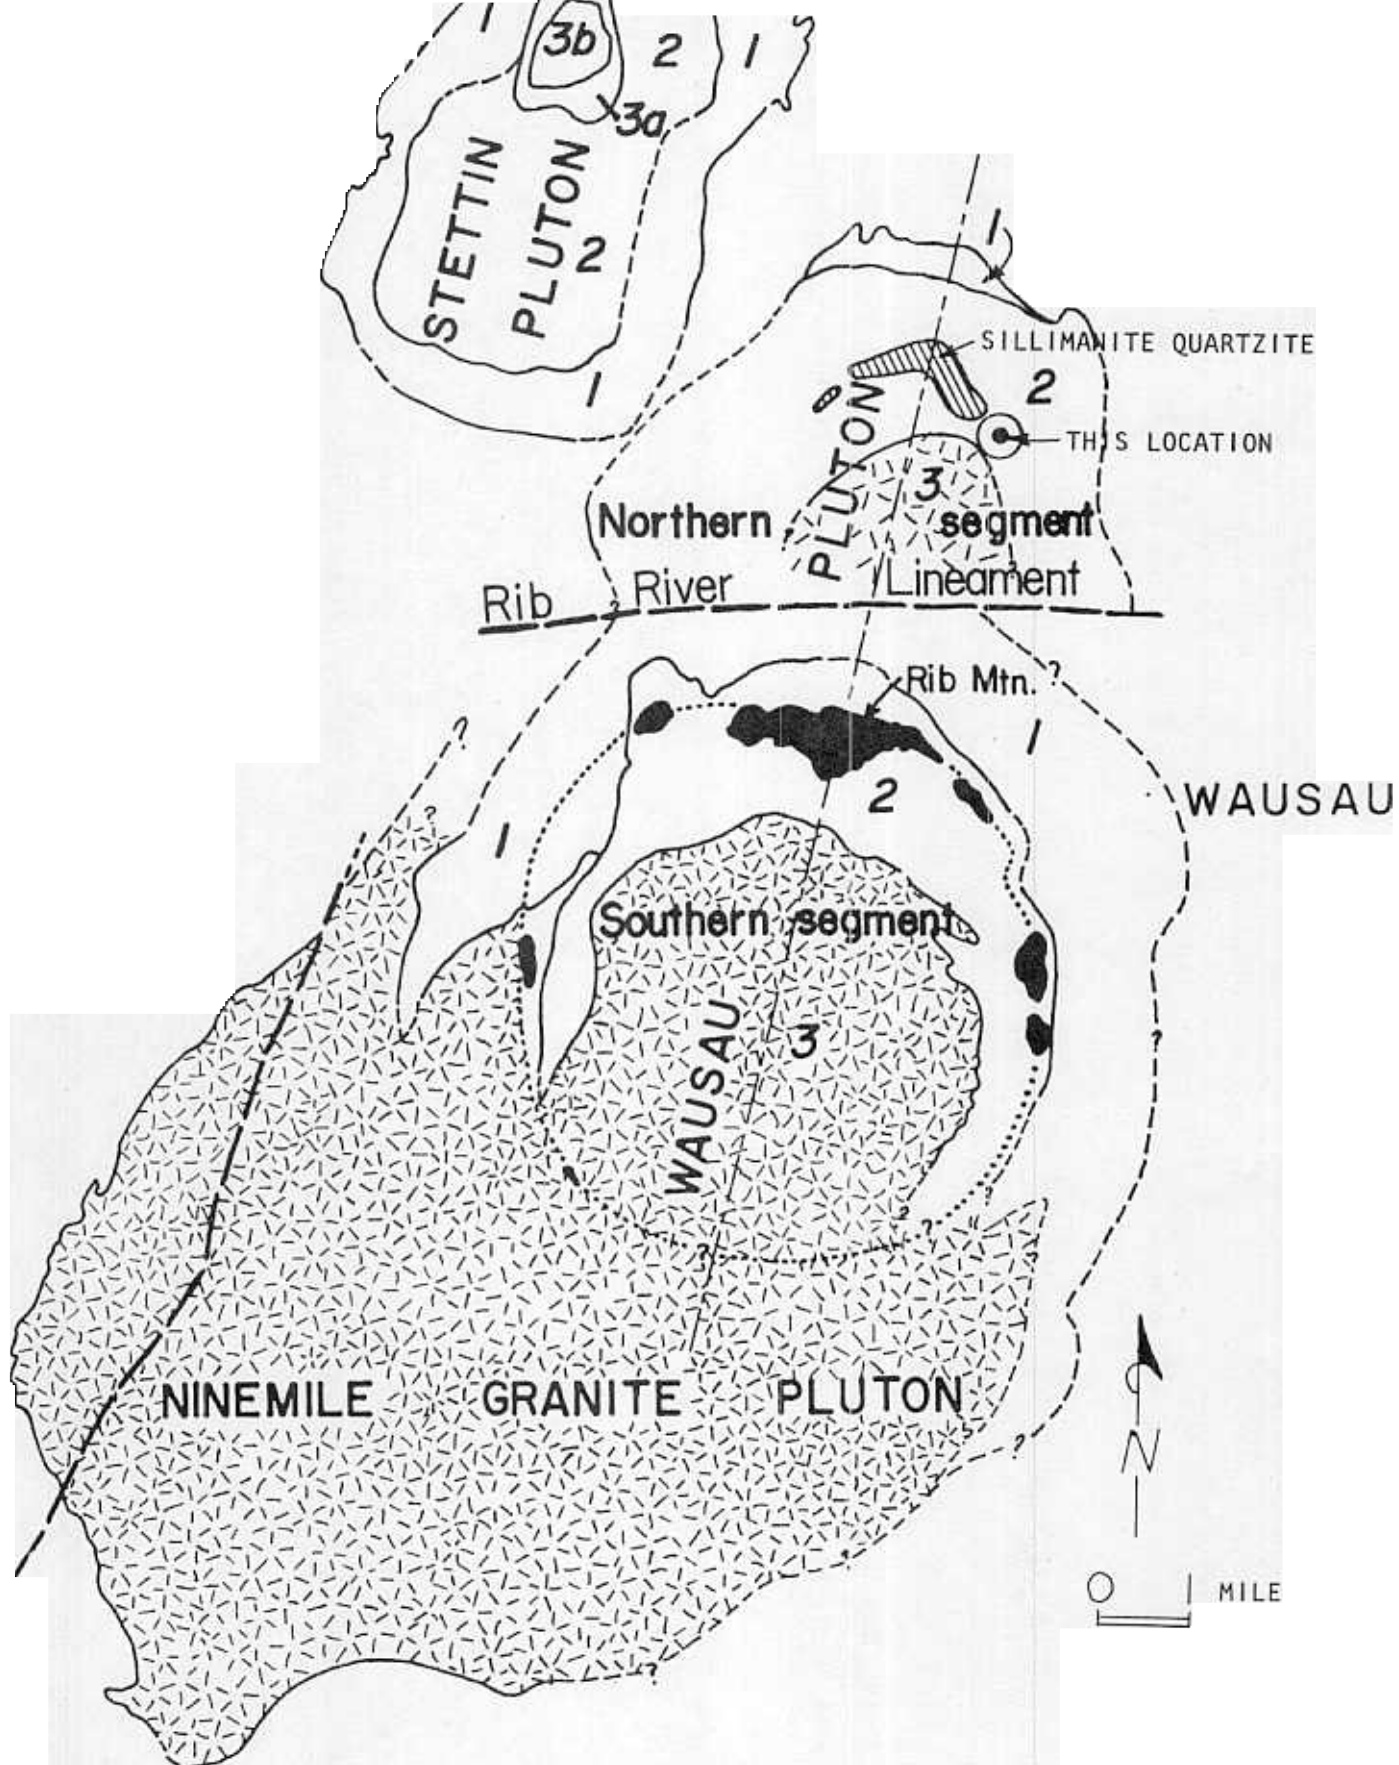 1
3b
2
1
3a
STETTIN
PLUTON
2
1
1
SILLIMANITE QUARTZITE
2
THIS LOCATION
PLUTON
3
Northern segment
?
Rib River Lineament
?
Rib Mtn. ?
1
?
2
WAUSAU
?
1
Southern segment
WAUSAU
3
?
?
?
?
?
NINEMILE GRANITE PLUTON
?
N
0 MILE
?